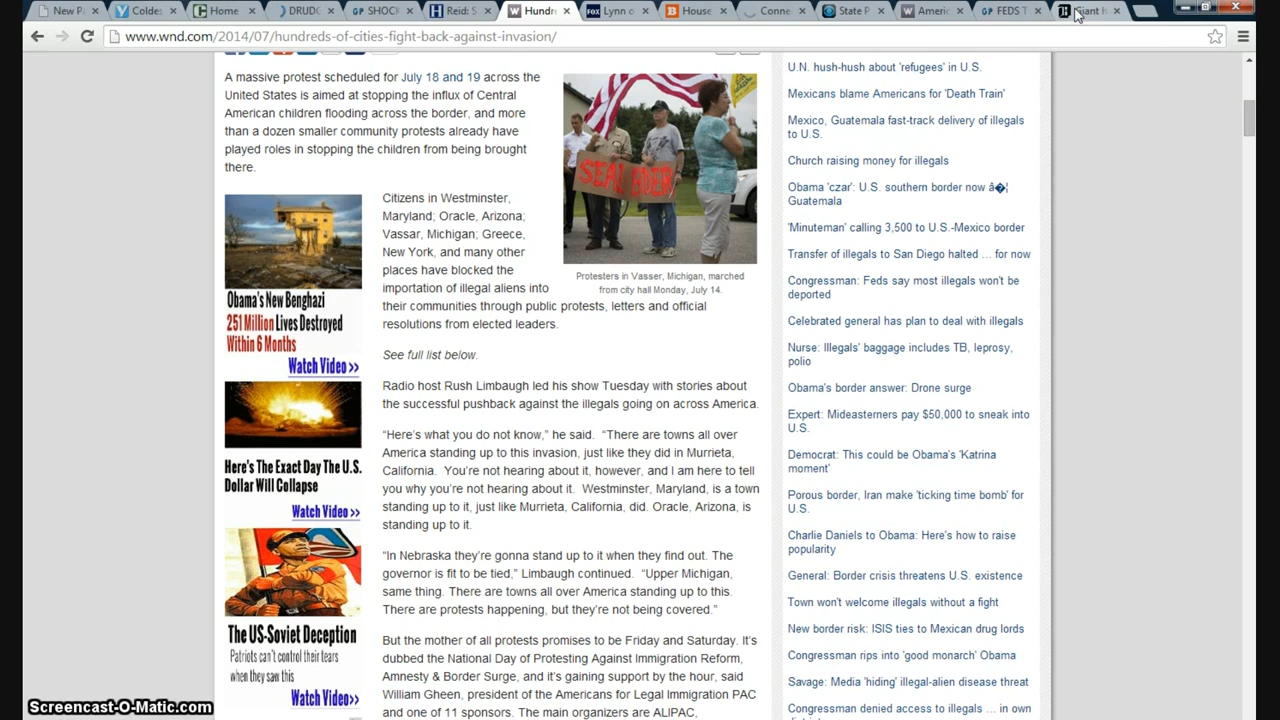 New P
Coldes
Home
DRUDG
SHOCK
Reid: S
Hundr
Lynn o
House
Conne
State P
Americ
FEDS T
Giant h
www.wnd.com/2014/07/hundreds-of-cities-fight-back-against-invasion/
A massive protest scheduled for July 18 and 19 across the
United States is aimed at stopping the influx of Central
American children flooding across the border, and more
than a dozen smaller community protests already have
played roles in stopping the children from being brought
there.
SEAL BORDER
Protesters in Vasser, Michigan, marched
from city hall Monday, July 14.
Citizens in Westminster,
Maryland; Oracle, Arizona;
Vassar, Michigan; Greece,
New York, and many other
places have blocked the
importation of illegal aliens into
their communities through public protests, letters and official
resolutions from elected leaders.
See full list below.
Radio host Rush Limbaugh led his show Tuesday with stories about
the successful pushback against the illegals going on across America.
“Here’s what you do not know,” he said.  “There are towns all over
America standing up to this invasion, just like they did in Murrieta,
California.  You’re not hearing about it, however, and I am here to tell
you why you’re not hearing about it.  Westminster, Maryland, is a town
standing up to it, just like Murrieta, California, did. Oracle, Arizona, is
standing up to it.
“In Nebraska they’re gonna stand up to it when they find out. The
governor is fit to be tied,” Limbaugh continued.  “Upper Michigan,
same thing. There are towns all over America standing up to this.
There are protests happening, but they’re not being covered.”
But the mother of all protests promises to be Friday and Saturday. It’s
dubbed the National Day of Protesting Against Immigration Reform,
Amnesty & Border Surge, and it’s gaining support by the hour, said
William Gheen, president of the Americans for Legal Immigration PAC
and one of 11 sponsors. The main organizers are ALIPAC,
Obama's New Benghazi
251 Million Lives Destroyed
Within 6 Months
Watch Video >>
Here's The Exact Day The U.S.
Dollar Will Collapse
Watch Video>>
The US-Soviet Deception
Patriots can't control their tears
when they saw this
Watch Video>>
U.N. hush-hush about 'refugees' in U.S.
Mexicans blame Americans for 'Death Train'
Mexico, Guatemala fast-track delivery of illegals
to U.S.
Church raising money for illegals
Obama 'czar': U.S. southern border now â�¦
Guatemala
'Minuteman' calling 3,500 to U.S.-Mexico border
Transfer of illegals to San Diego halted … for now
Congressman: Feds say most illegals won't be
deported
Celebrated general has plan to deal with illegals
Nurse: Illegals' baggage includes TB, leprosy,
polio
Obama's border answer: Drone surge
Expert: Mideasterners pay $50,000 to sneak into
U.S.
Democrat: This could be Obama's 'Katrina
moment'
Porous border, Iran make 'ticking time bomb' for
U.S.
Charlie Daniels to Obama: Here's how to raise
popularity
General: Border crisis threatens U.S. existence
Town won't welcome illegals without a fight
New border risk: ISIS ties to Mexican drug lords
Congressman rips into 'good monarch' Obama
Savage: Media 'hiding' illegal-alien disease threat
Congressman denied access to illegals … in own
Screencast-O-Matic.com